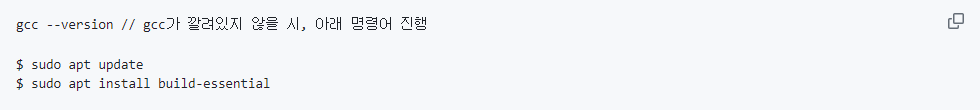 gcc --version // gcc가 깔려있지 않을 시, 아래 명령어 진행
$ sudo apt update
$ sudo apt install build-essential